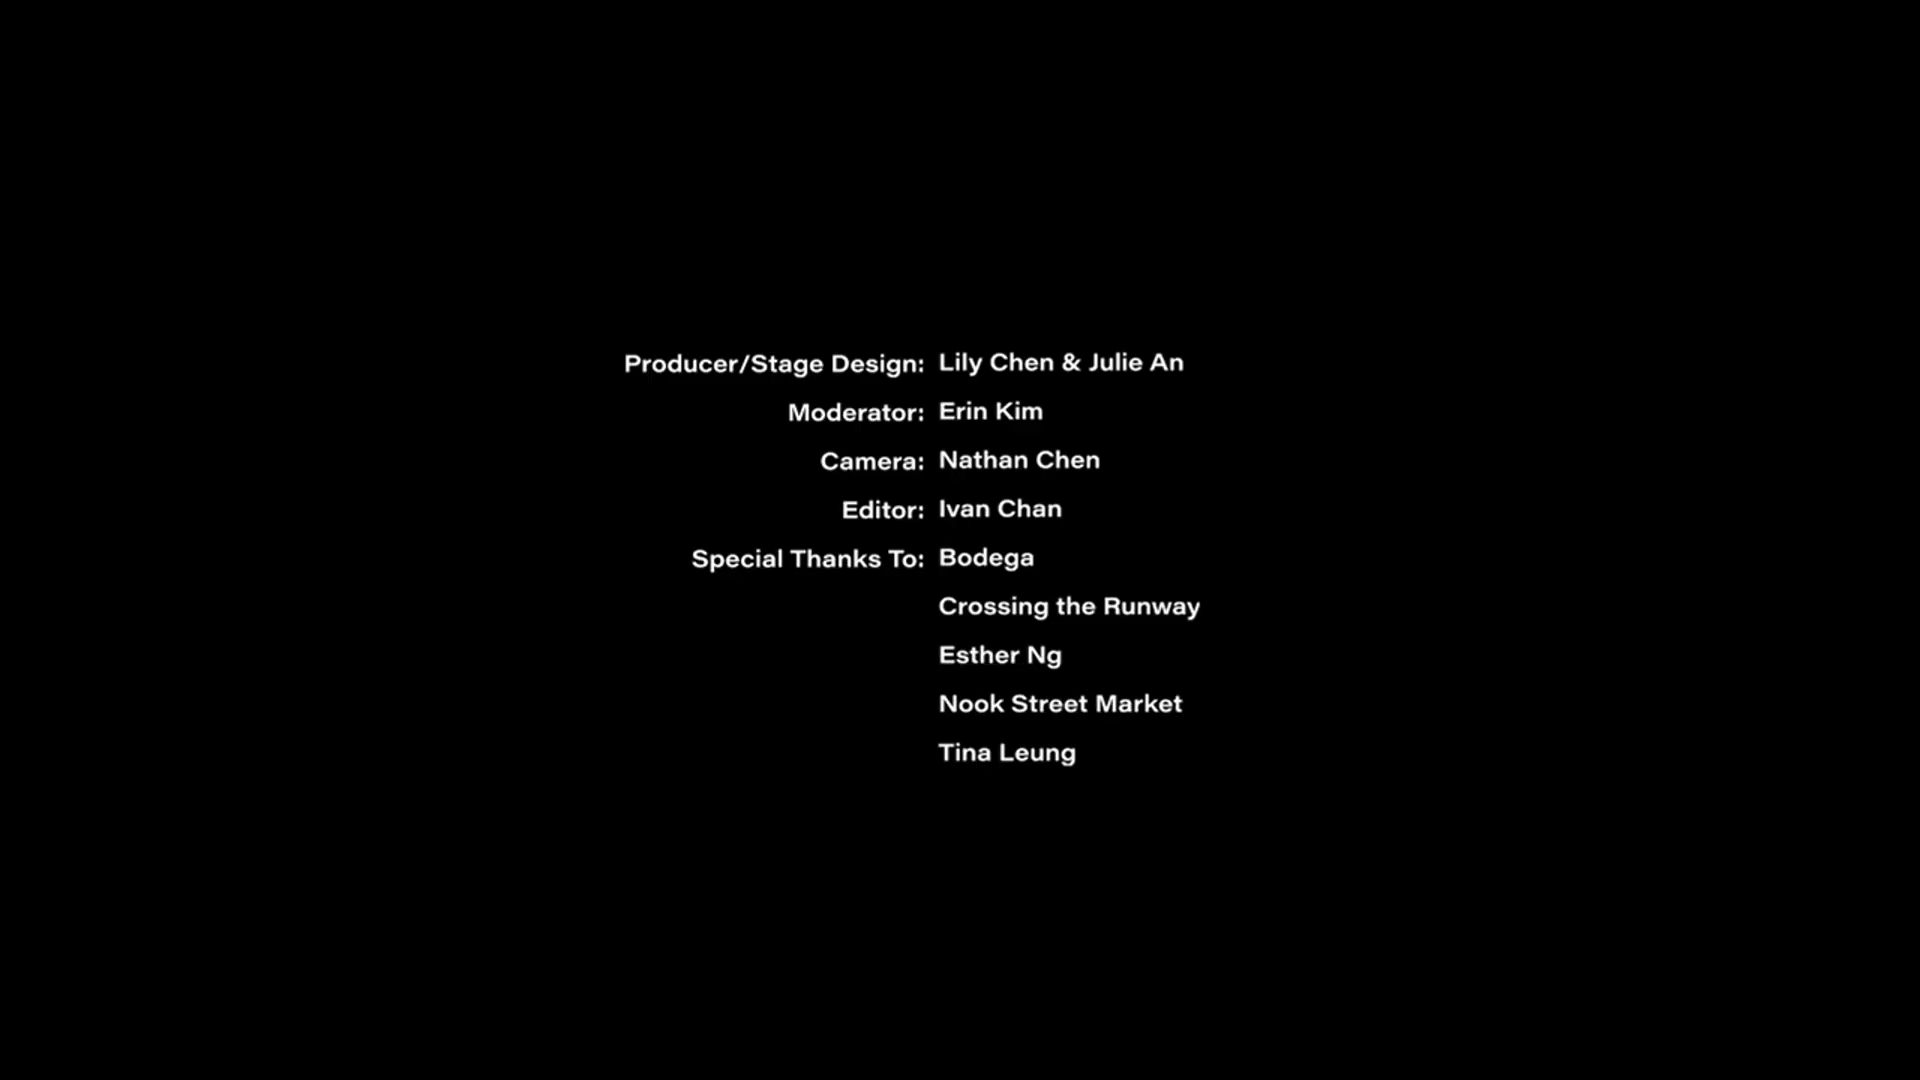 Producer/Stage Design: Lily Chen & Julie An
Moderator: Erin Kim
Camera: Nathan Chen
Editor: Ivan Chan
Special Thanks To: Bodega
Crossing the Runway
Esther Ng
Nook Street Market
Tina Leung